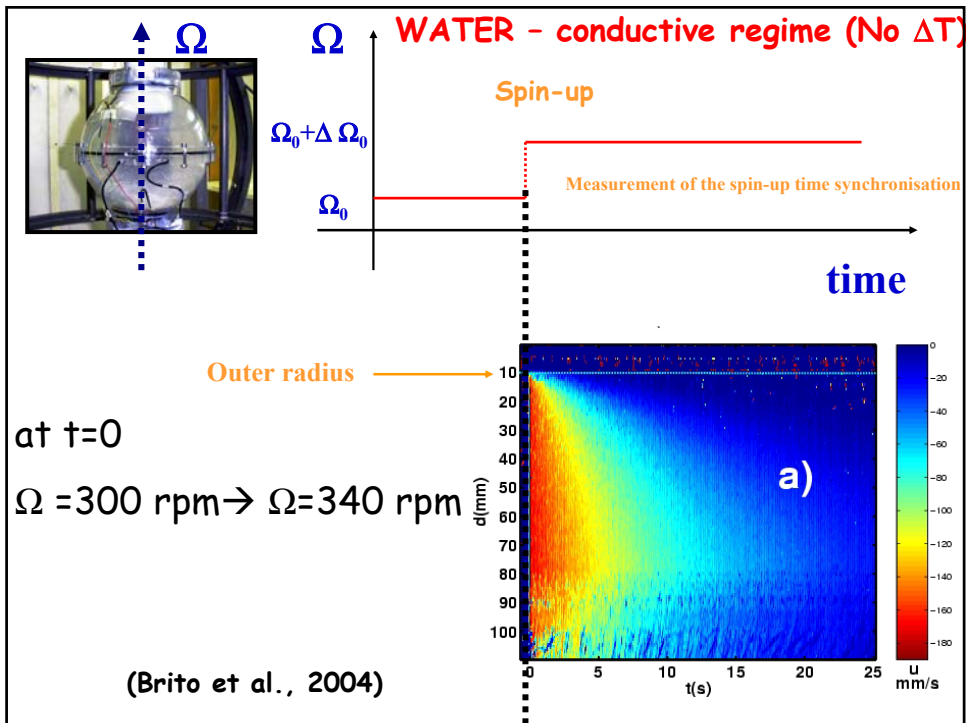 WATER – conductive regime (No ΔT)
Ω
Ω
Spin-up
Ω₀+Δ Ω₀
Measurement of the spin-up time synchronisation
Ω₀
time
Outer radius
at t=0
Ω =300 rpm→ Ω=340 rpm
a)
d(mm)
10
20
30
40
50
60
70
80
90
100
0
5
10
15
20
25
t(s)
0
−20
−40
−60
−80
−100
−120
−140
−160
−180
u
mm/s
(Brito et al., 2004)